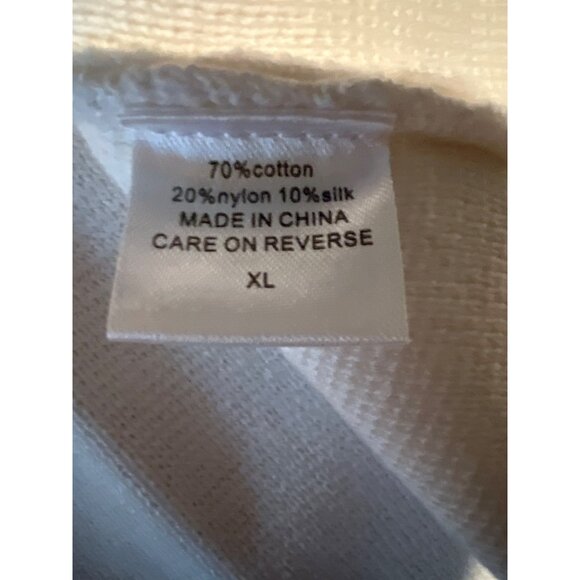 70%cotton
20%nylon 10%silk
MADE IN CHINA
CARE ON REVERSE
XL